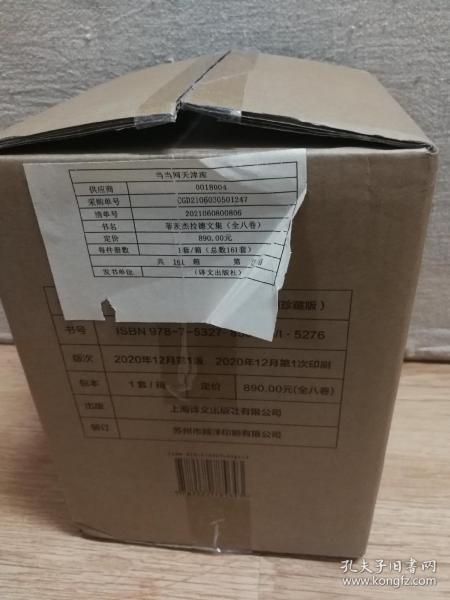 当当网天津库
供应商 0018004
采购单号 CGD2106030501247
清单号 2021060800806
书名 菲茨杰拉德文集（全八卷）
定价 890.00元
每件册数 1套/箱（总数161套）
共 161 箱 第
发书单位 （译文出版社）
珍藏版）
书号 ISBN 978-7-5327-8 · 5276
版次 2020年12月第1版 2020年12月第1次印刷
包本 1套/箱 定价 890.00元(全八卷)
出版 上海译文出版社有限公司
装订 苏州市越洋印刷有限公司
孔夫子旧书网
www.kongfz.com